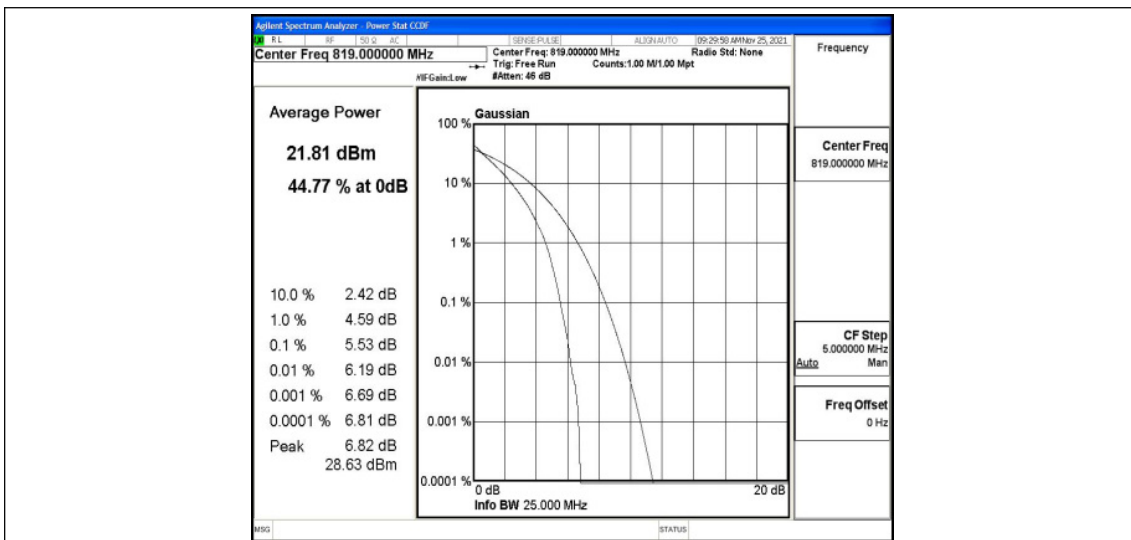 Agilent Spectrum Analyzer - Power Stat CCDF
RL RF 50 Ω AC SENSE:PULSE ALIGN AUTO 09:29:58 AM Nov 25, 2021
Center Freq 819.000000 MHz
Center Freq: 819.000000 MHz Radio Std: None
Trig: Free Run Counts:1.00 M/1.00 Mpt
#IFGain:Low #Atten: 46 dB
Frequency
Average Power
21.81 dBm
44.77 % at 0dB
10.0 % 2.42 dB
1.0 % 4.59 dB
0.1 % 5.53 dB
0.01 % 6.19 dB
0.001 % 6.69 dB
0.0001 % 6.81 dB
Peak 6.82 dB
28.63 dBm
Gaussian
100 %
10 %
1 %
0.1 %
0.01 %
0.001 %
0.0001 %
0 dB 20 dB
Info BW 25.000 MHz
Center Freq
819.000000 MHz
CF Step
5.000000 MHz
Auto Man
Freq Offset
0 Hz
MSG STATUS